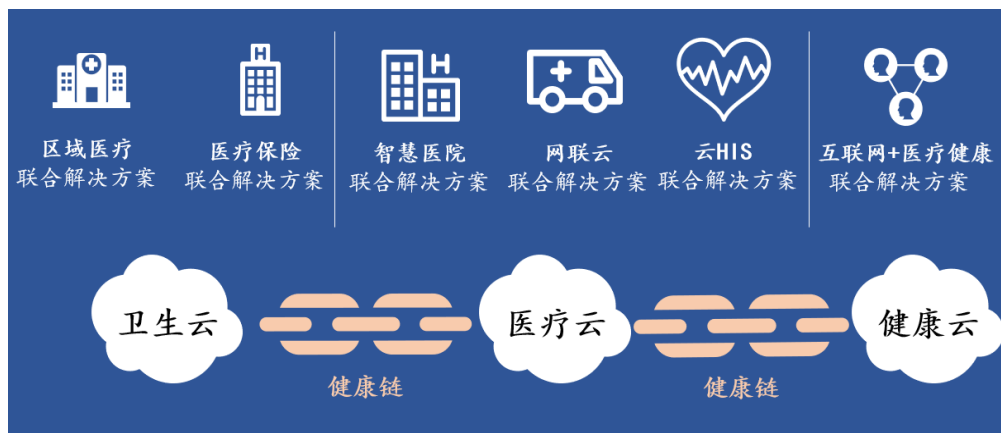 H
H
区域医疗
联合解决方案
医疗保险
联合解决方案
智慧医院
联合解决方案
网联云
联合解决方案
云HIS
联合解决方案
互联网+医疗健康
联合解决方案
卫生云
健康链
医疗云
健康链
健康云